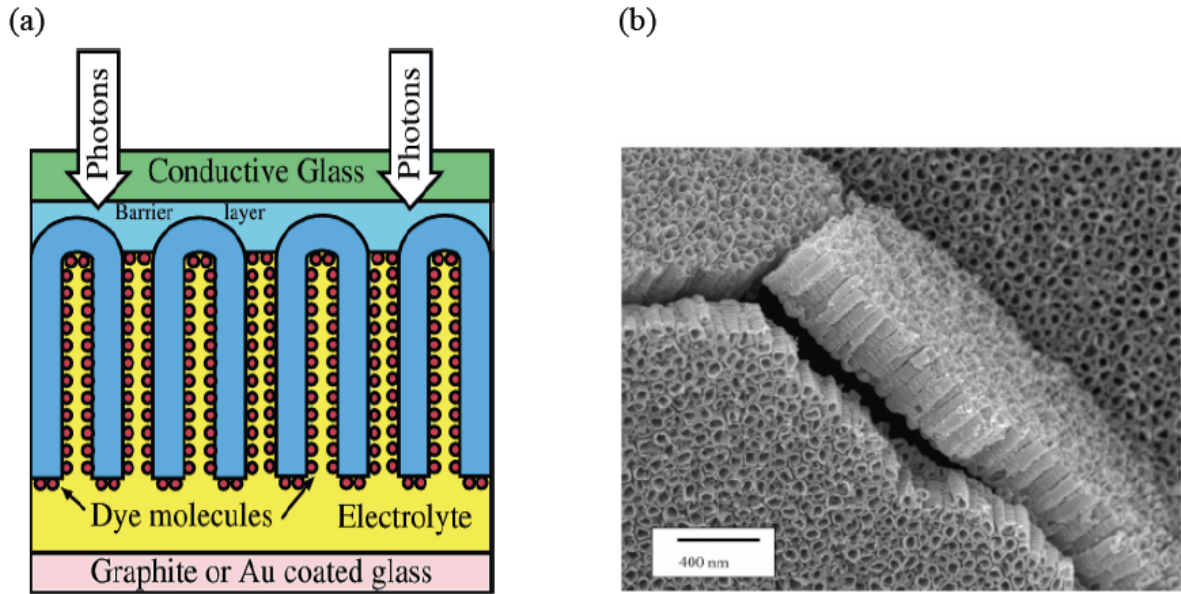 (a)
(b)
Photons
Photons
Conductive Glass
Barrier layer
Dye molecules
Electrolyte
Graphite or Au coated glass
400 nm